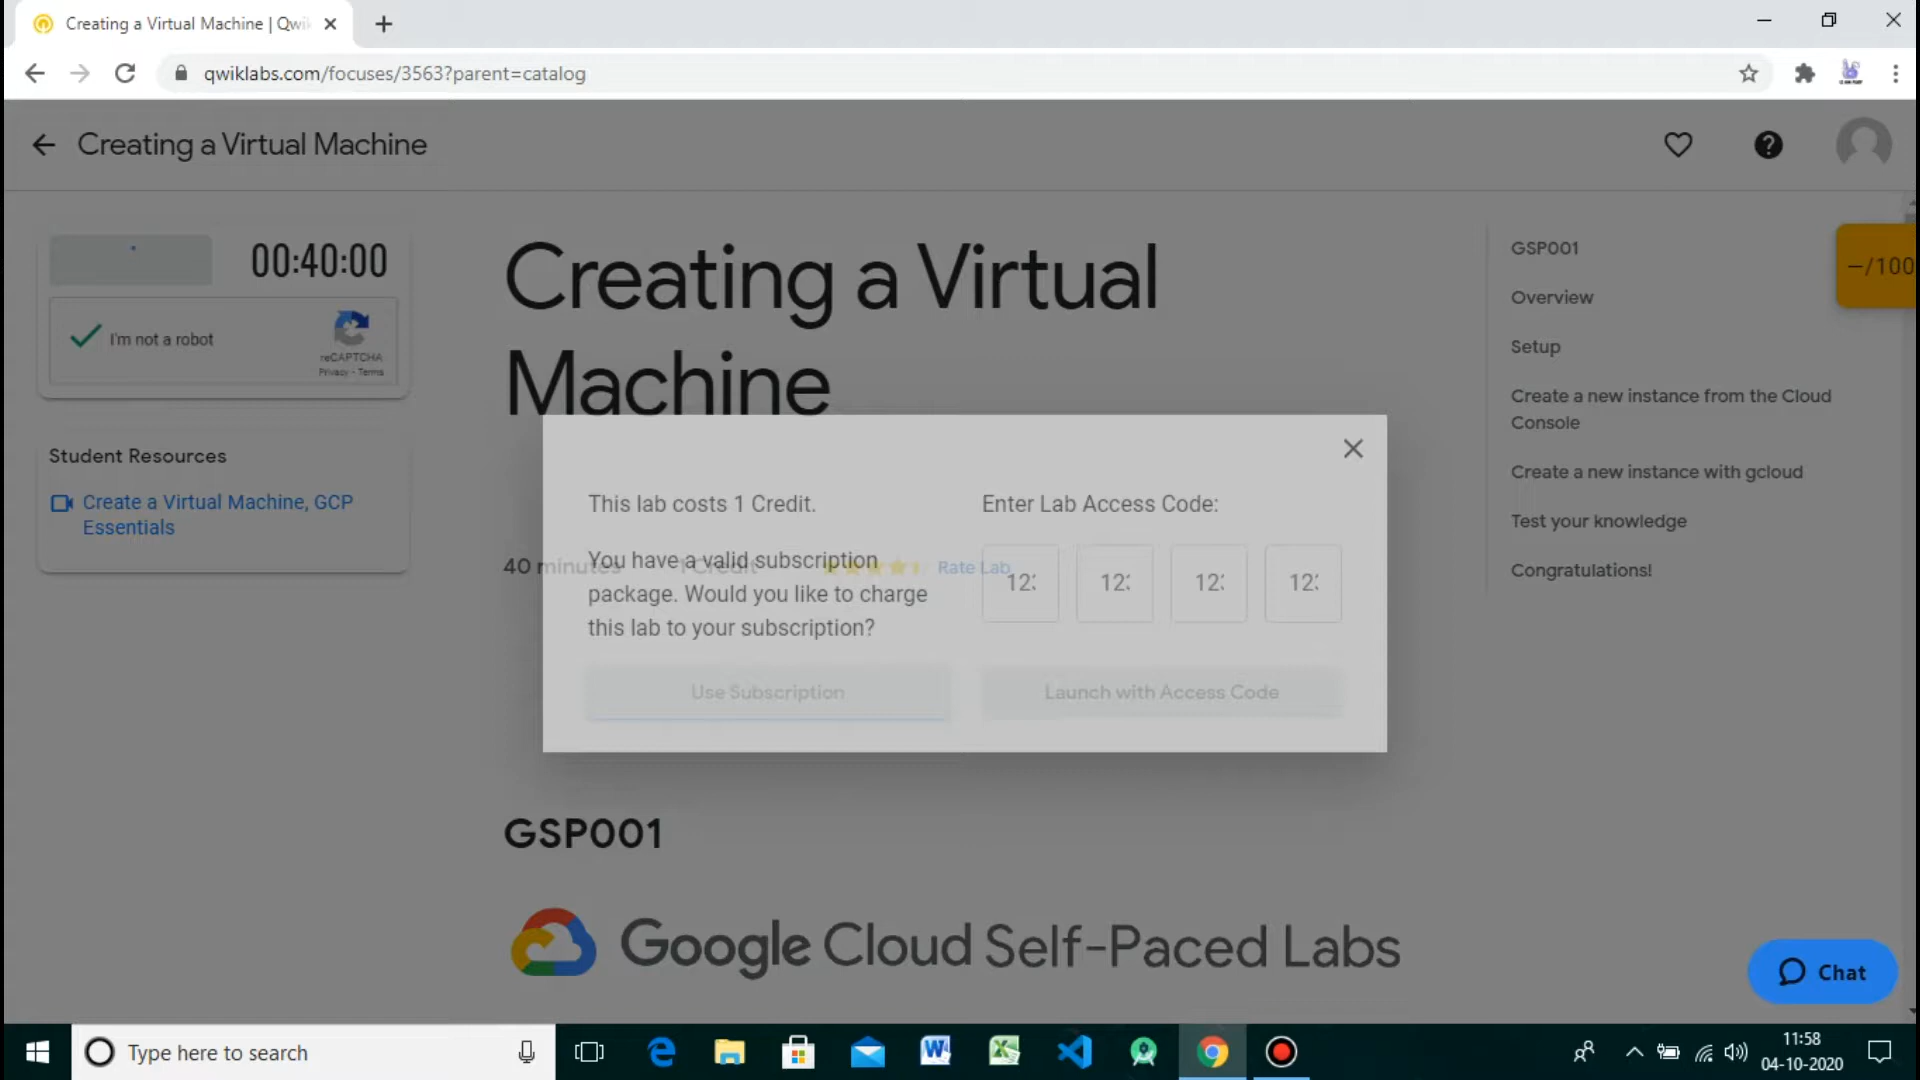 Creating a Virtual Machine | Qwi
qwiklabs.com/focuses/3563?parent=catalog
Creating a Virtual Machine
–/100
00:40:00
I'm not a robot
reCAPTCHA
Privacy - Terms
Student Resources
Create a Virtual Machine, GCP
Essentials
Creating a Virtual
Machine
40 minutes 1 Credit Rate Lab
This lab costs 1 Credit.
You have a valid subscription
package. Would you like to charge
this lab to your subscription?
Use Subscription
Enter Lab Access Code:
12: 12: 12: 12:
Launch with Access Code
GSP001
Google Cloud Self-Paced Labs
GSP001
Overview
Setup
Create a new instance from the Cloud
Console
Create a new instance with gcloud
Test your knowledge
Congratulations!
Chat
Type here to search
11:58
04-10-2020